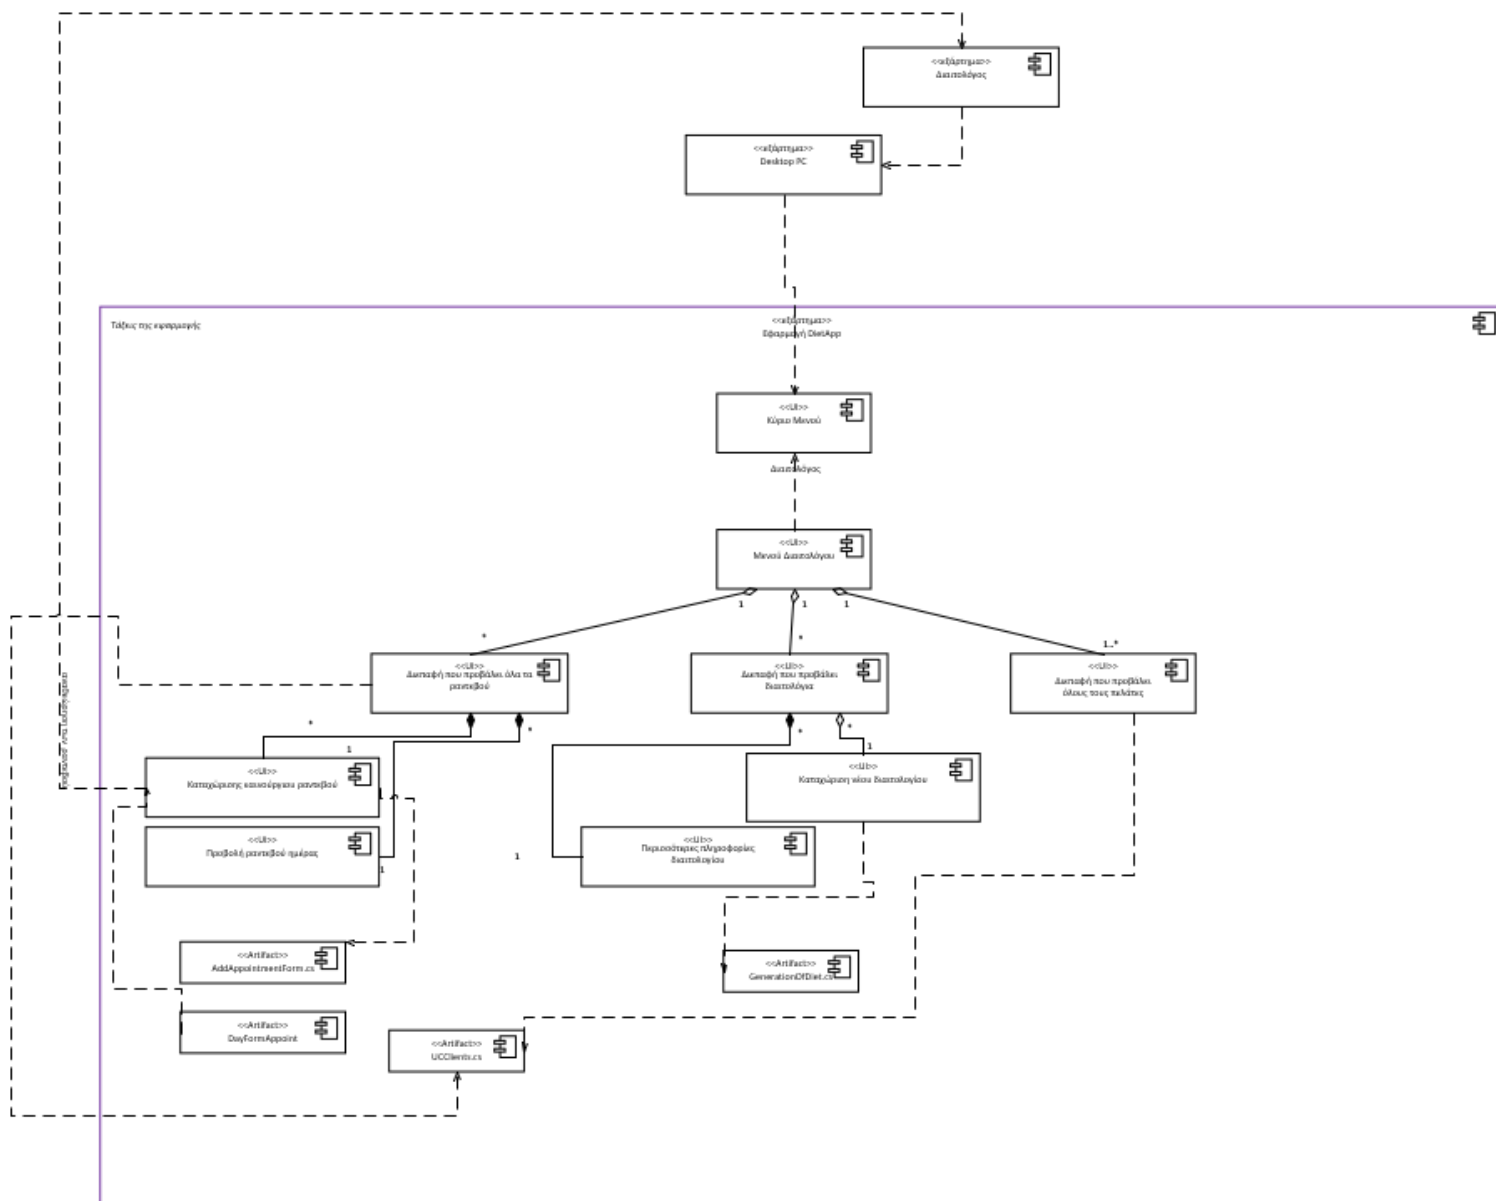 <<εξάρτημα>>
Διαιτολόγος
<<εξάρτημα>>
Desktop PC
Τάξεις της εφαρμογής
<<εξάρτημα>>
Εφαρμογή DietApp
<<UI>>
Κύριο Μενού
Διαιτολόγος
<<UI>>
Μενού Διαιτολόγου
1
1
1
*
*
1..*
<<UI>>
Διεπαφή που προβάλει όλα τα
ραντεβού
<<UI>>
Διεπαφή που προβάλει
διαιτολόγια
<<UI>>
Διεπαφή που προβάλει
όλους τους πελάτες
*
*
*
*
1
1
<<UI>>
Καταχώρισης καινούργιου ραντεβού
<<UI>>
Καταχώριση νέου διαιτολογίου
<<UI>>
Προβολή ραντεβού ημέρας
1
1
<<UI>>
Περισσότερες πληροφορίες
διαιτολογίου
<<Artifact>>
AddAppointmentForm.cs
<<Artifact>>
GenerationOfDiet.cs
<<Artifact>>
DayFormAppoint
<<Artifact>>
UCClients.cs